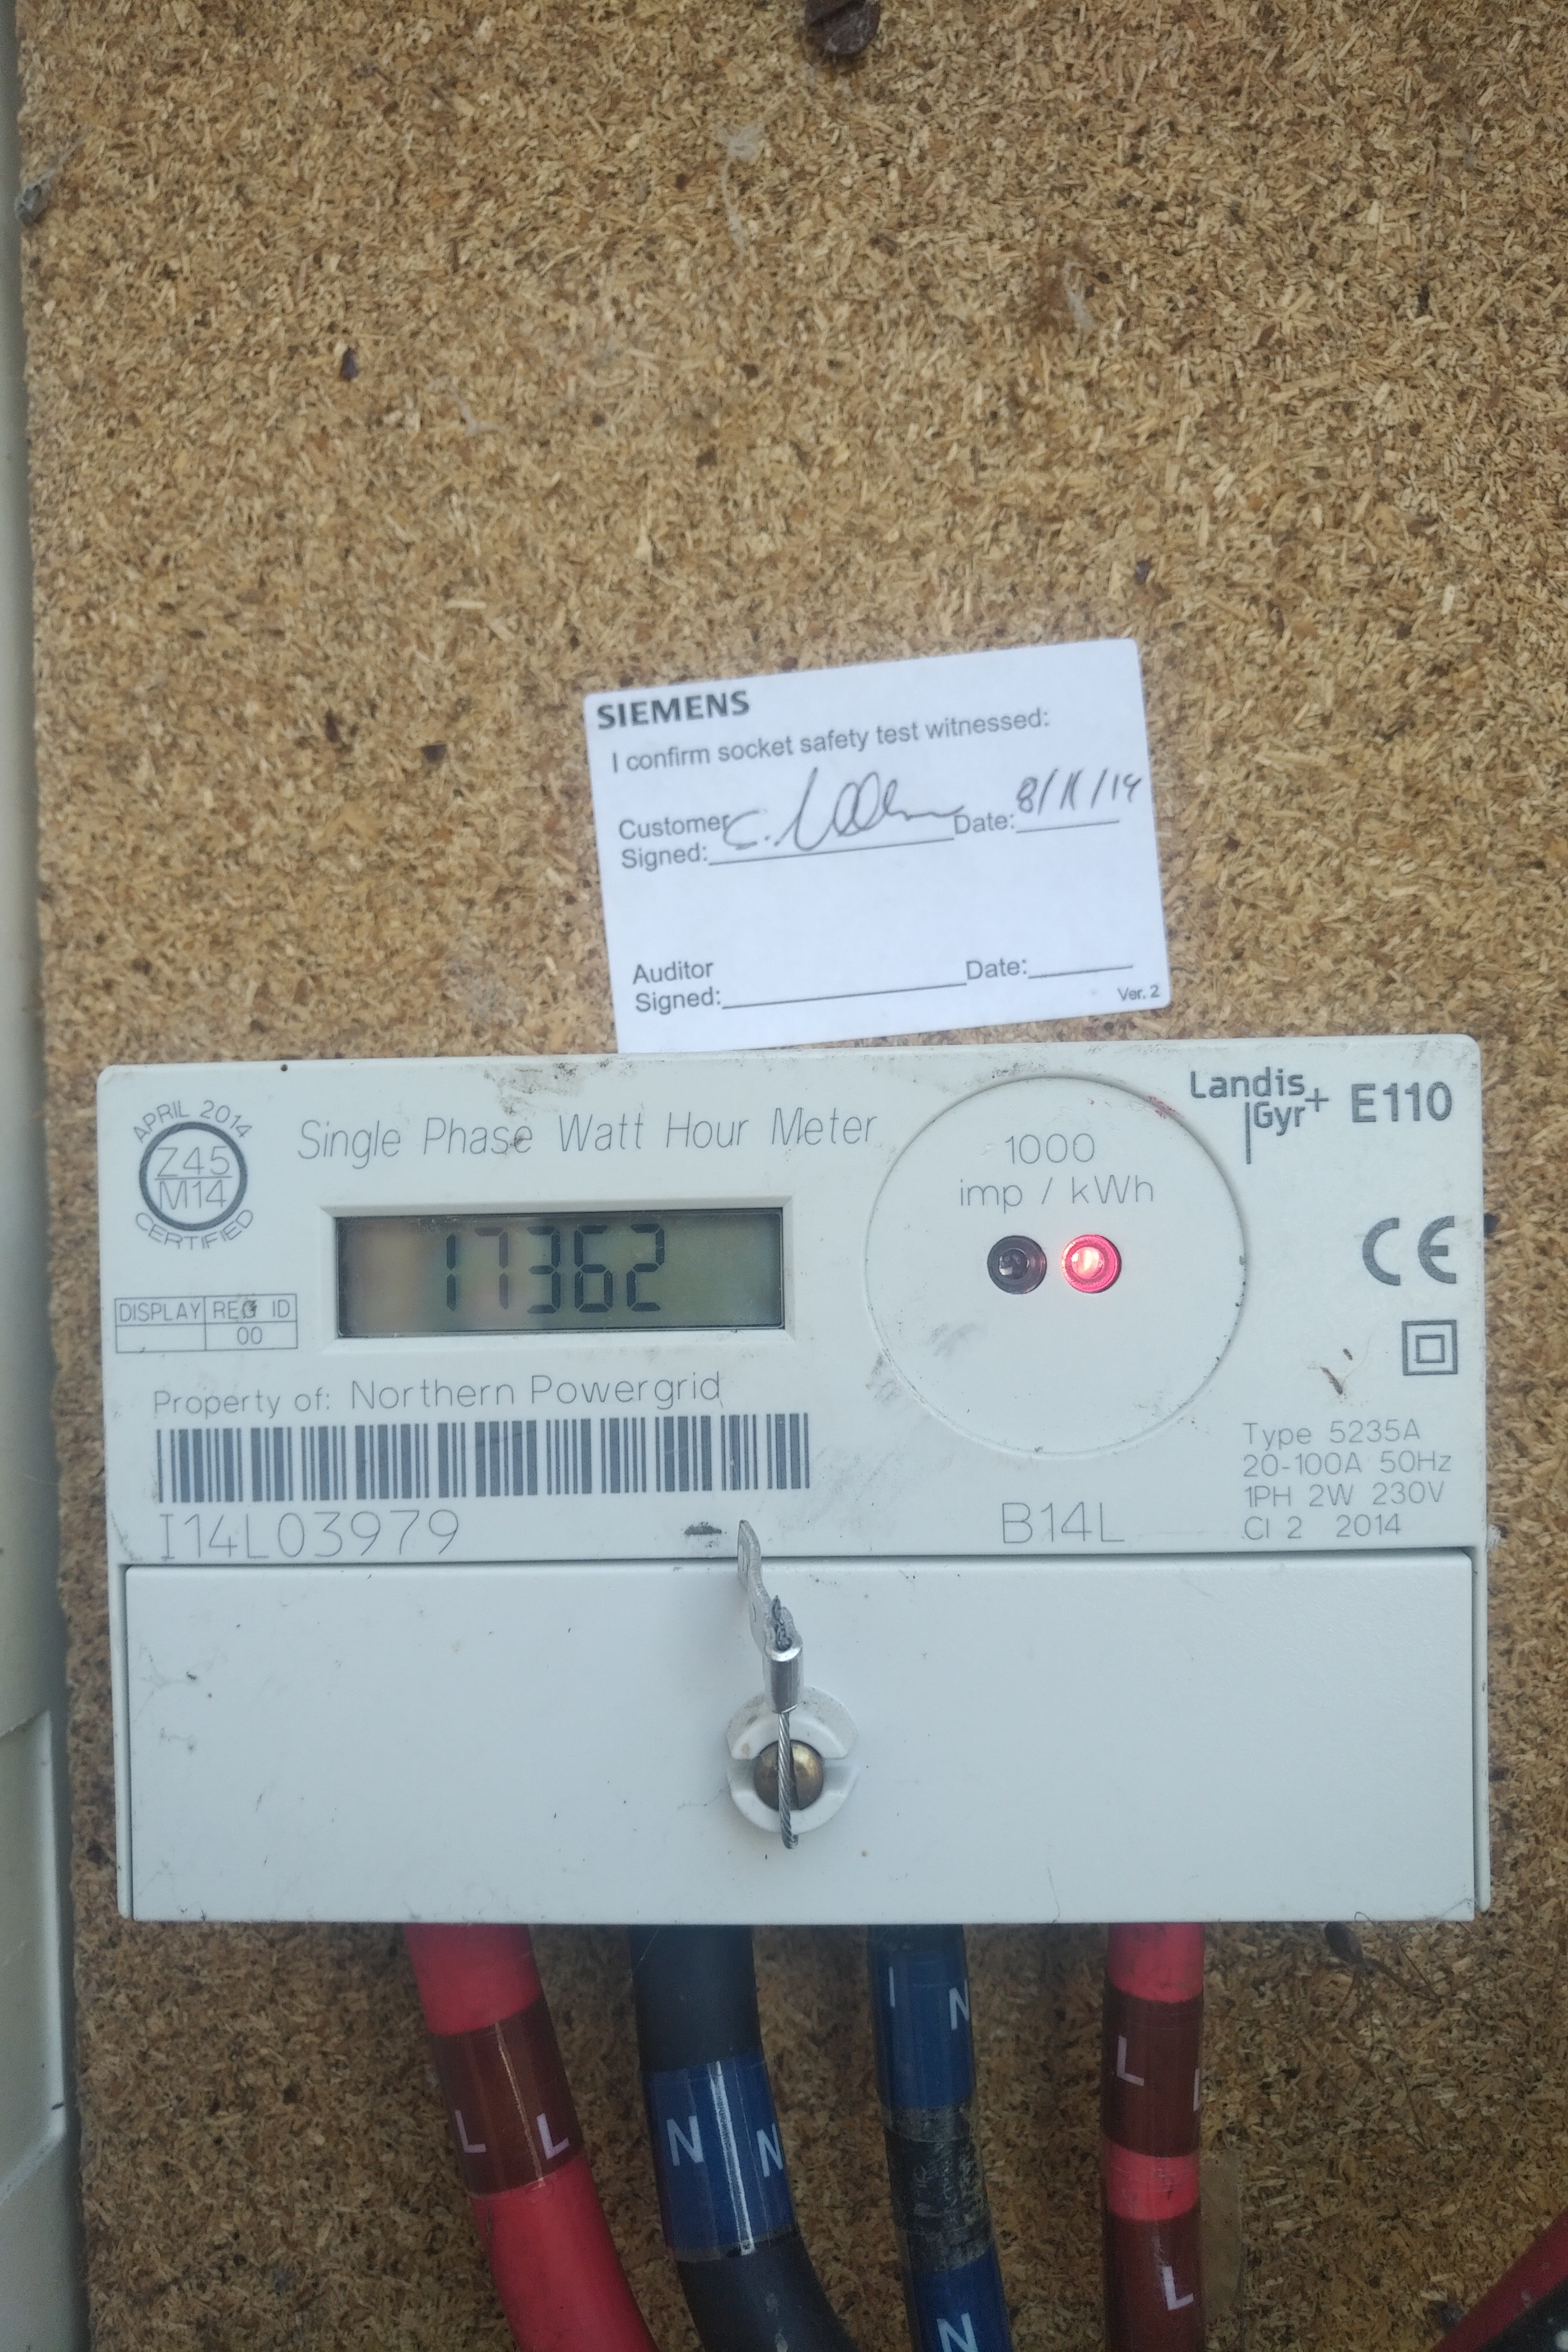 SIEMENS
I confirm socket safety test witnessed:
Customer
Signed: Date: 8/11/14
Auditor
Signed: Date:
Ver. 2
APRIL 2014
Z45
M14
CERTIFIED
Single Phase Watt Hour Meter
1000
imp / kWh
Landis
Gyr+ E110
CE
17362
DISPLAY REG ID
00
Property of: Northern Powergrid
I14L03979
B14L
Type 5235A
20-100A 50Hz
1PH 2W 230V
Cl 2 2014
L L
N N
N
N
L L
L